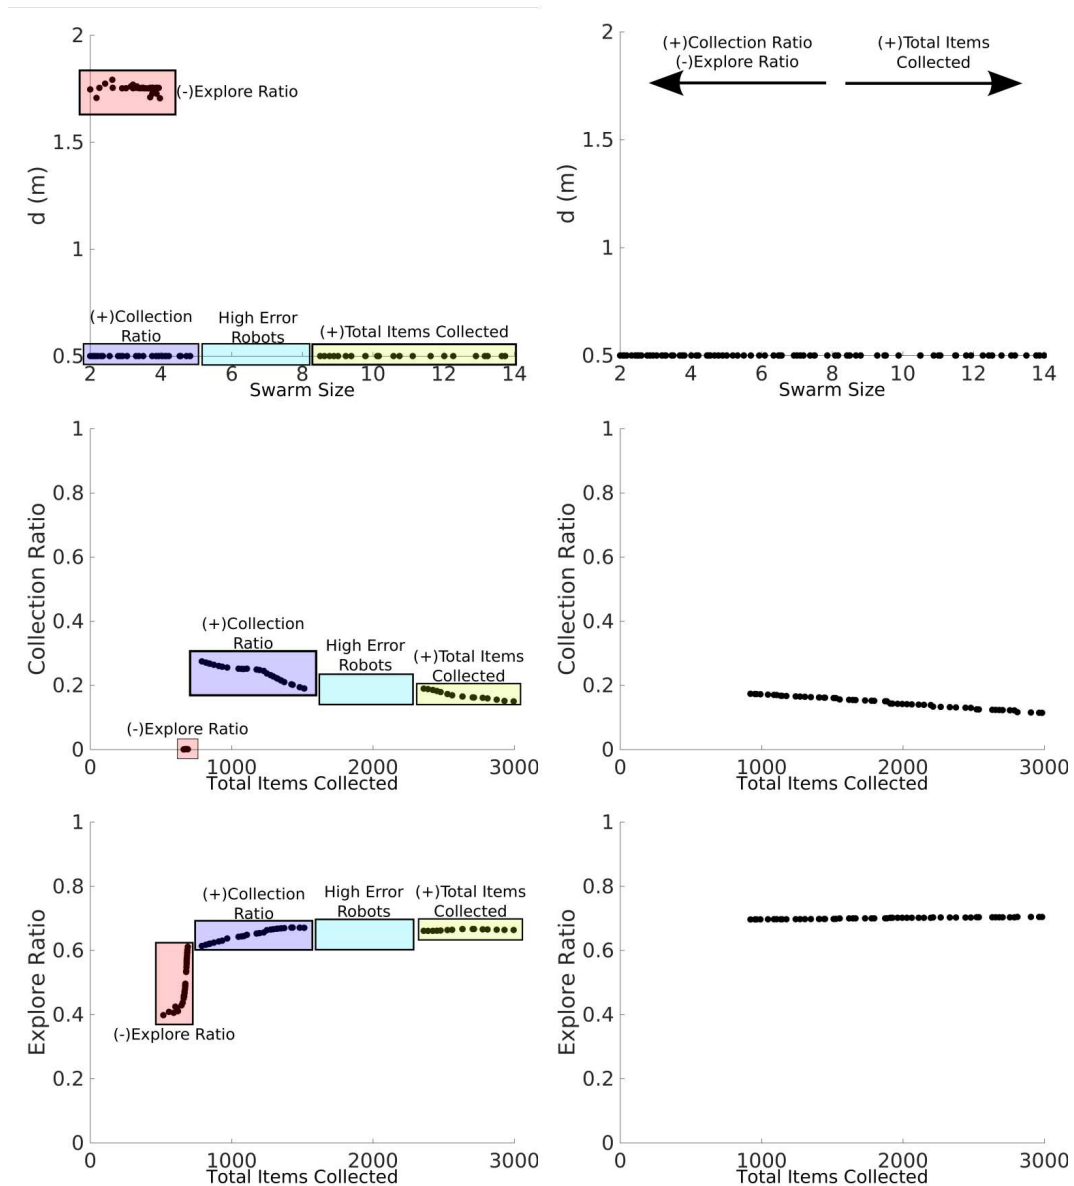 2
1.5
1
0.5
d (m)
(-)Explore Ratio
(+)Collection
Ratio
High Error
Robots
(+)Total Items Collected
2 4 6 8 10 12 14
Swarm Size
2
1.5
1
0.5
d (m)
(+)Collection Ratio
(-)Explore Ratio
(+)Total Items
Collected
2 4 6 8 10 12 14
Swarm Size
1
0.8
0.6
0.4
0.2
0
Collection Ratio
(+)Collection
Ratio
High Error
Robots
(+)Total Items
Collected
(-)Explore Ratio
0 1000 2000 3000
Total Items Collected
1
0.8
0.6
0.4
0.2
0
Collection Ratio
0 1000 2000 3000
Total Items Collected
1
0.8
0.6
0.4
0.2
0
Explore Ratio
(+)Collection
Ratio
High Error
Robots
(+)Total Items
Collected
(-)Explore Ratio
0 1000 2000 3000
Total Items Collected
1
0.8
0.6
0.4
0.2
0
Explore Ratio
0 1000 2000 3000
Total Items Collected